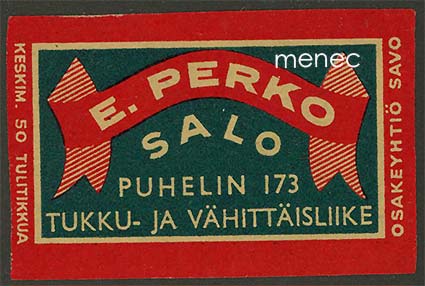 menec
E. PERKO
SALO
PUHELIN 173
TUKKU- JA VÄHITTÄISLIIKE
KESKIM. 50 TULITIKKUA
OSAKEYHTIÖ SAVO